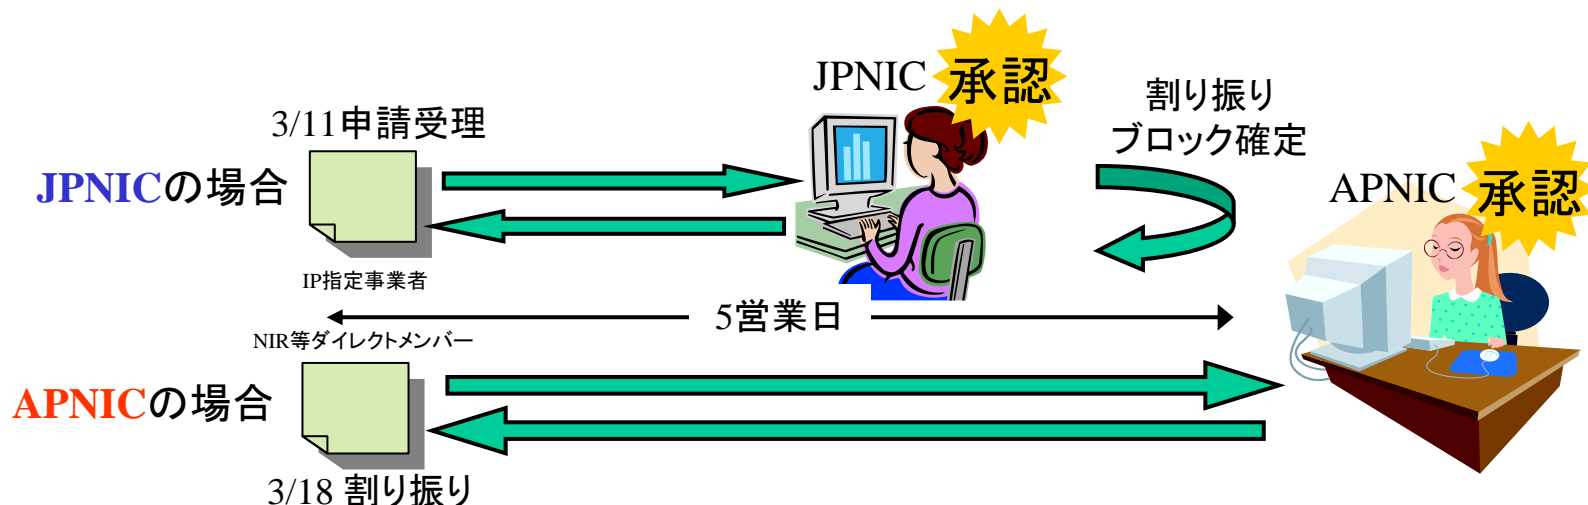 JPNIC 承認
割り振り
ブロック確定
3/11申請受理
JPNICの場合
APNIC 承認
IP指定事業者
5営業日
NIR等ダイレクトメンバー
APNICの場合
3/18 割り振り